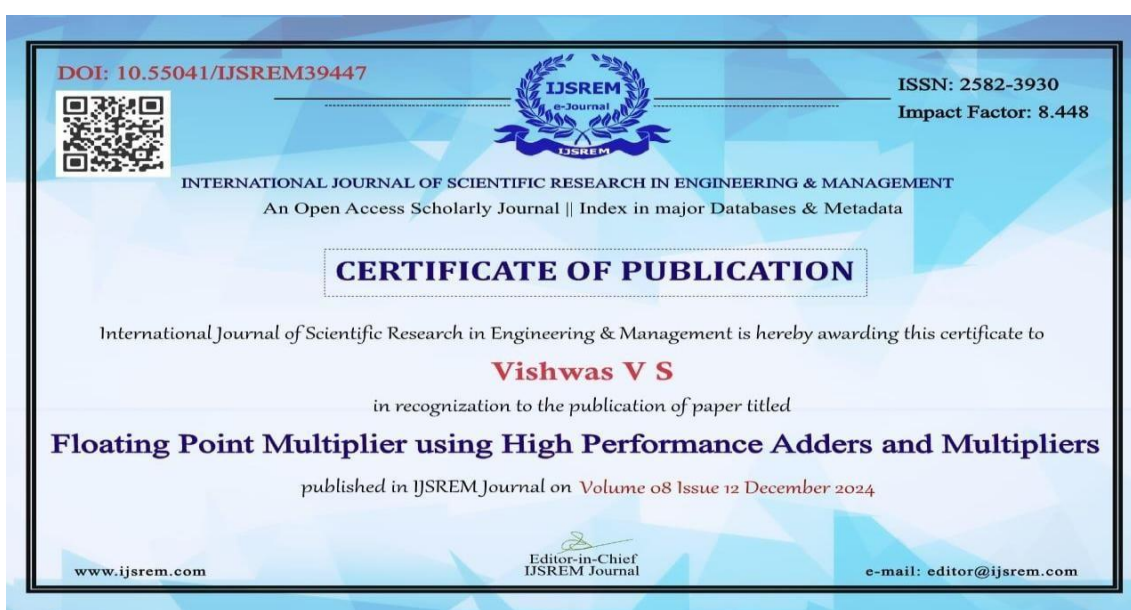 DOI: 10.55041/IJSREM39447
IJSREM
e-Journal
IJSREM
ISSN: 2582-3930
Impact Factor: 8.448
INTERNATIONAL JOURNAL OF SCIENTIFIC RESEARCH IN ENGINEERING & MANAGEMENT
An Open Access Scholarly Journal || Index in major Databases & Metadata
CERTIFICATE OF PUBLICATION
International Journal of Scientific Research in Engineering & Management is hereby awarding this certificate to
Vishwas V S
in recognization to the publication of paper titled
Floating Point Multiplier using High Performance Adders and Multipliers
published in IJSREM Journal on Volume 08 Issue 12 December 2024
www.ijsrem.com
Editor-in-Chief
IJSREM Journal
e-mail: editor@ijsrem.com